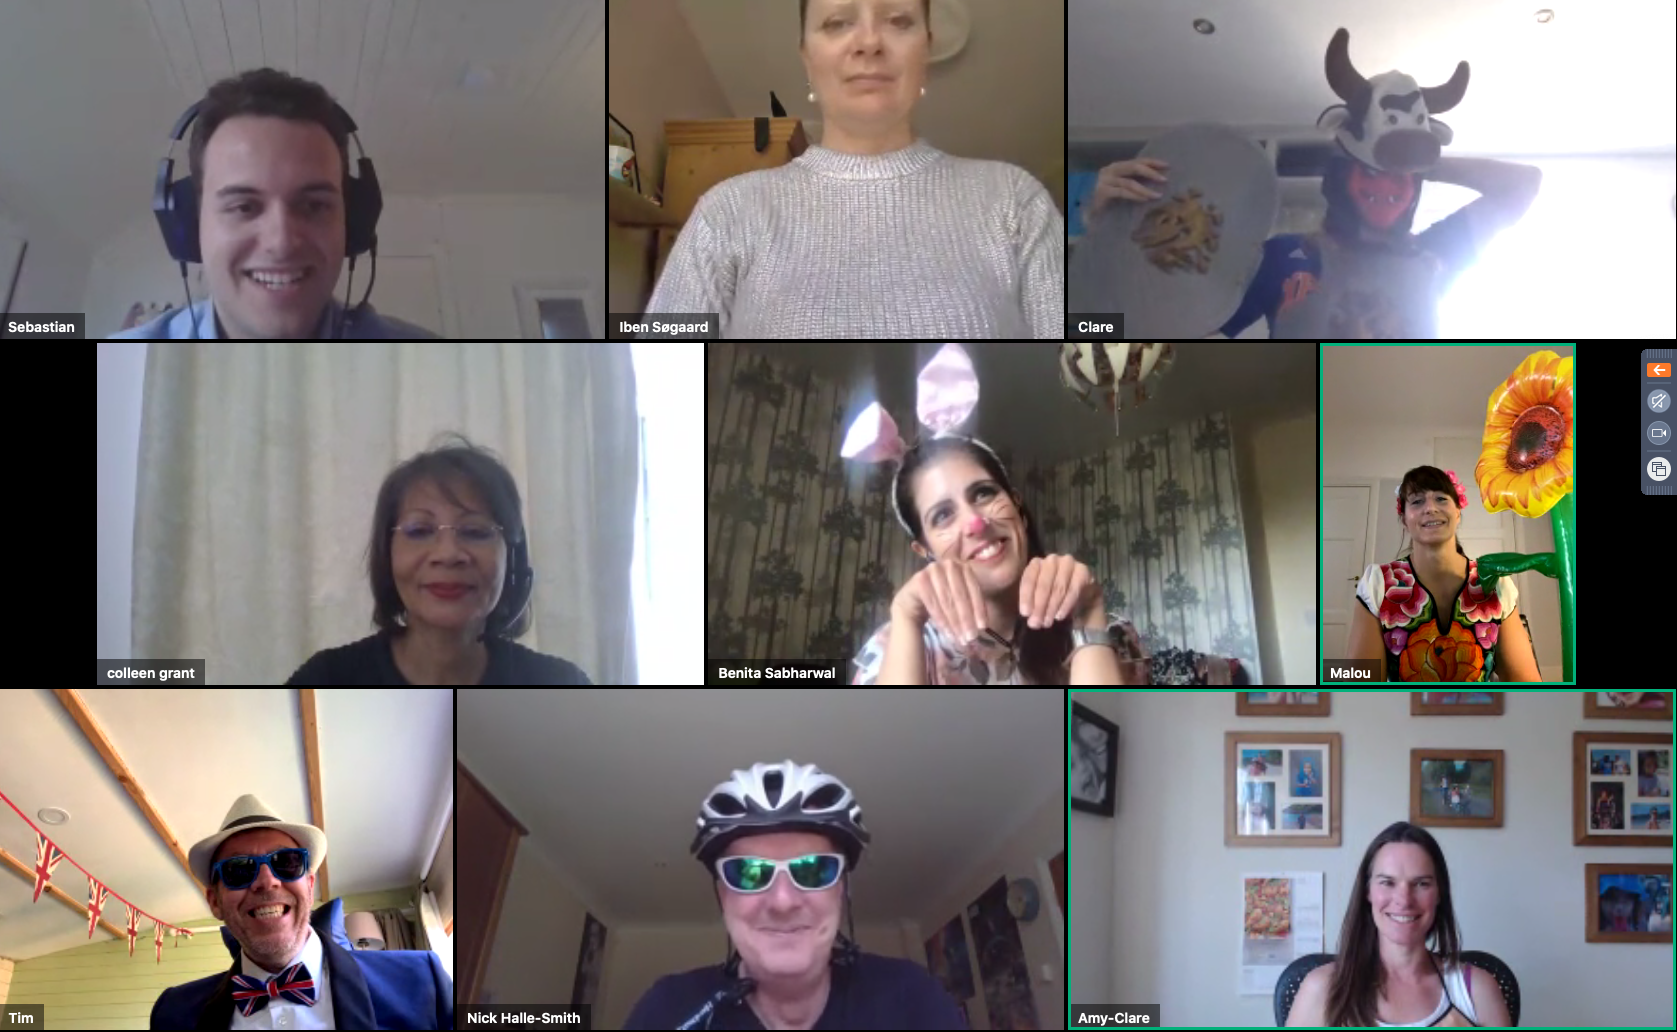 Sebastian
Iben Søgaard
Clare
colleen grant
Benita Sabharwal
Malou
Tim
Nick Halle-Smith
Amy-Clare